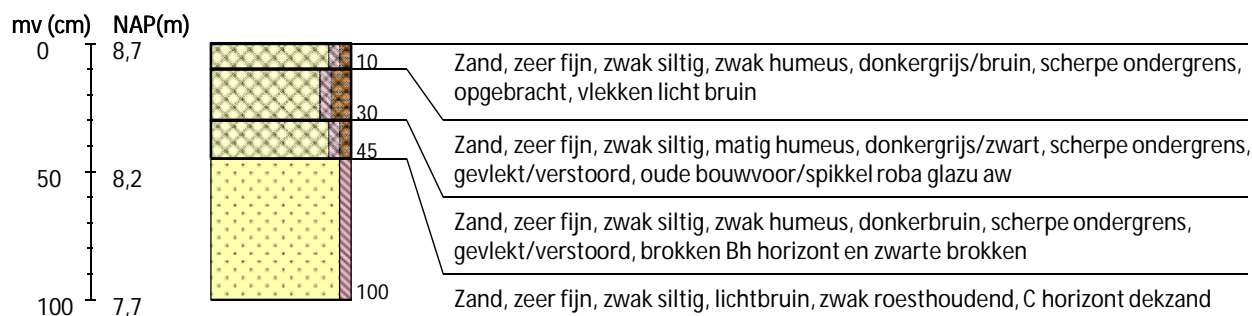 mv (cm) NAP(m)
0 8,7
10
Zand, zeer fijn, zwak siltig, zwak humeus, donkergrijs/bruin, scherpe ondergrens,
opgebracht, vlekken licht bruin
30
Zand, zeer fijn, zwak siltig, matig humeus, donkergrijs/zwart, scherpe ondergrens,
gevlekt/verstoord, oude bouwvoor/spikkel roba glazu aw
45
50 8,2
Zand, zeer fijn, zwak siltig, zwak humeus, donkerbruin, scherpe ondergrens,
gevlekt/verstoord, brokken Bh horizont en zwarte brokken
100
Zand, zeer fijn, zwak siltig, lichtbruin, zwak roesthoudend, C horizont dekzand
100 7,7